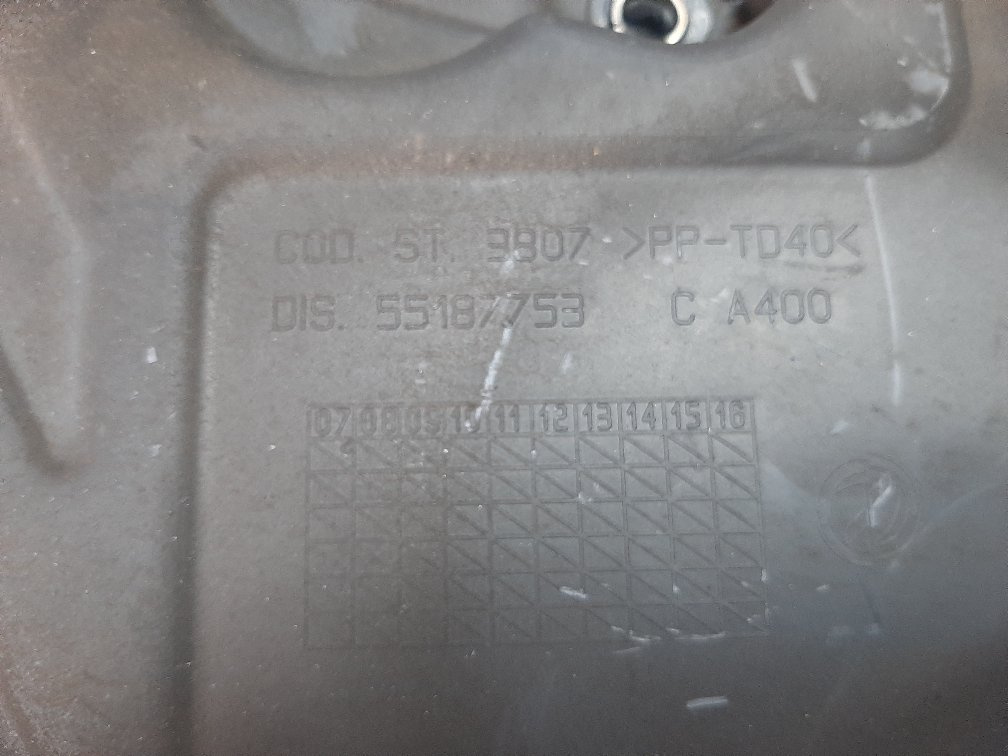 COD. ST. 9907 >PP-TD40<
DIS. 55187753 C A400
07 08 09 10 11 12 13 14 15 16